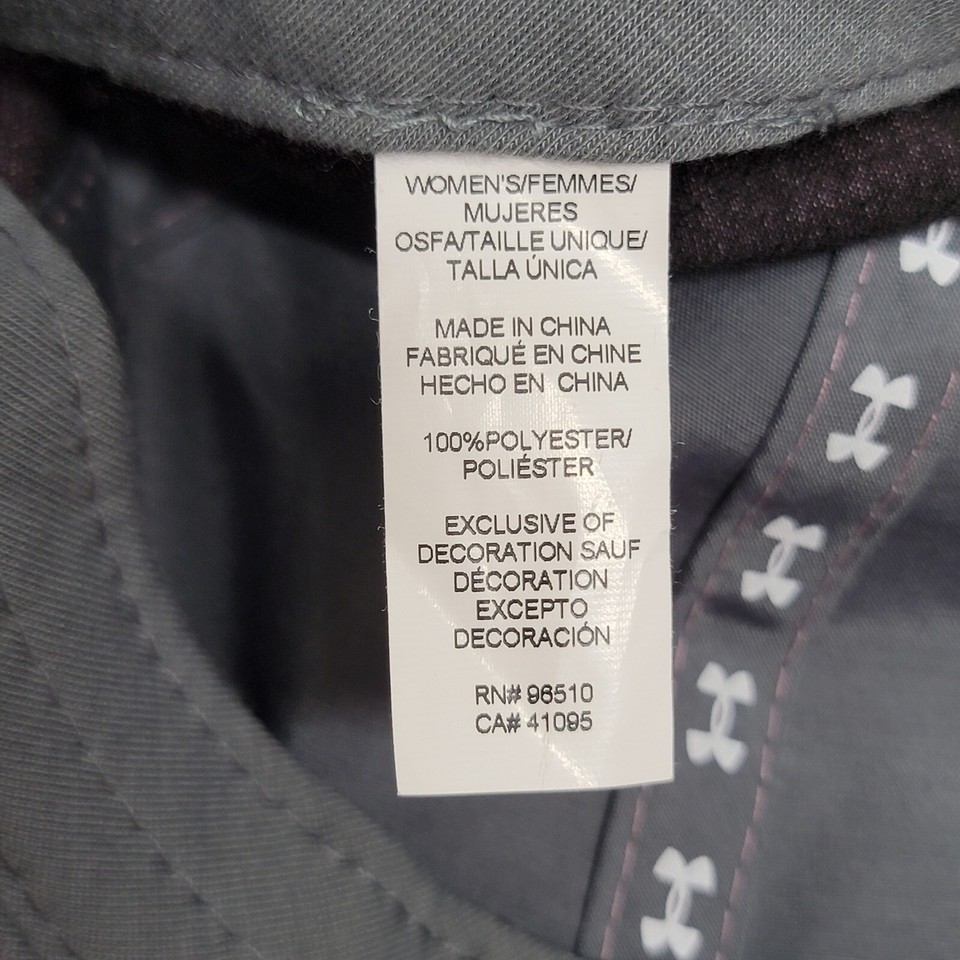 WOMEN'S/FEMMES/
MUJERES
OSFA/TAILLE UNIQUE/
TALLA ÚNICA
MADE IN CHINA
FABRIQUÉ EN CHINE
HECHO EN CHINA
100%POLYESTER/
POLIÉSTER
EXCLUSIVE OF
DECORATION SAUF
DÉCORATION
EXCEPTO
DECORACIÓN
RN# 96510
CA# 41095